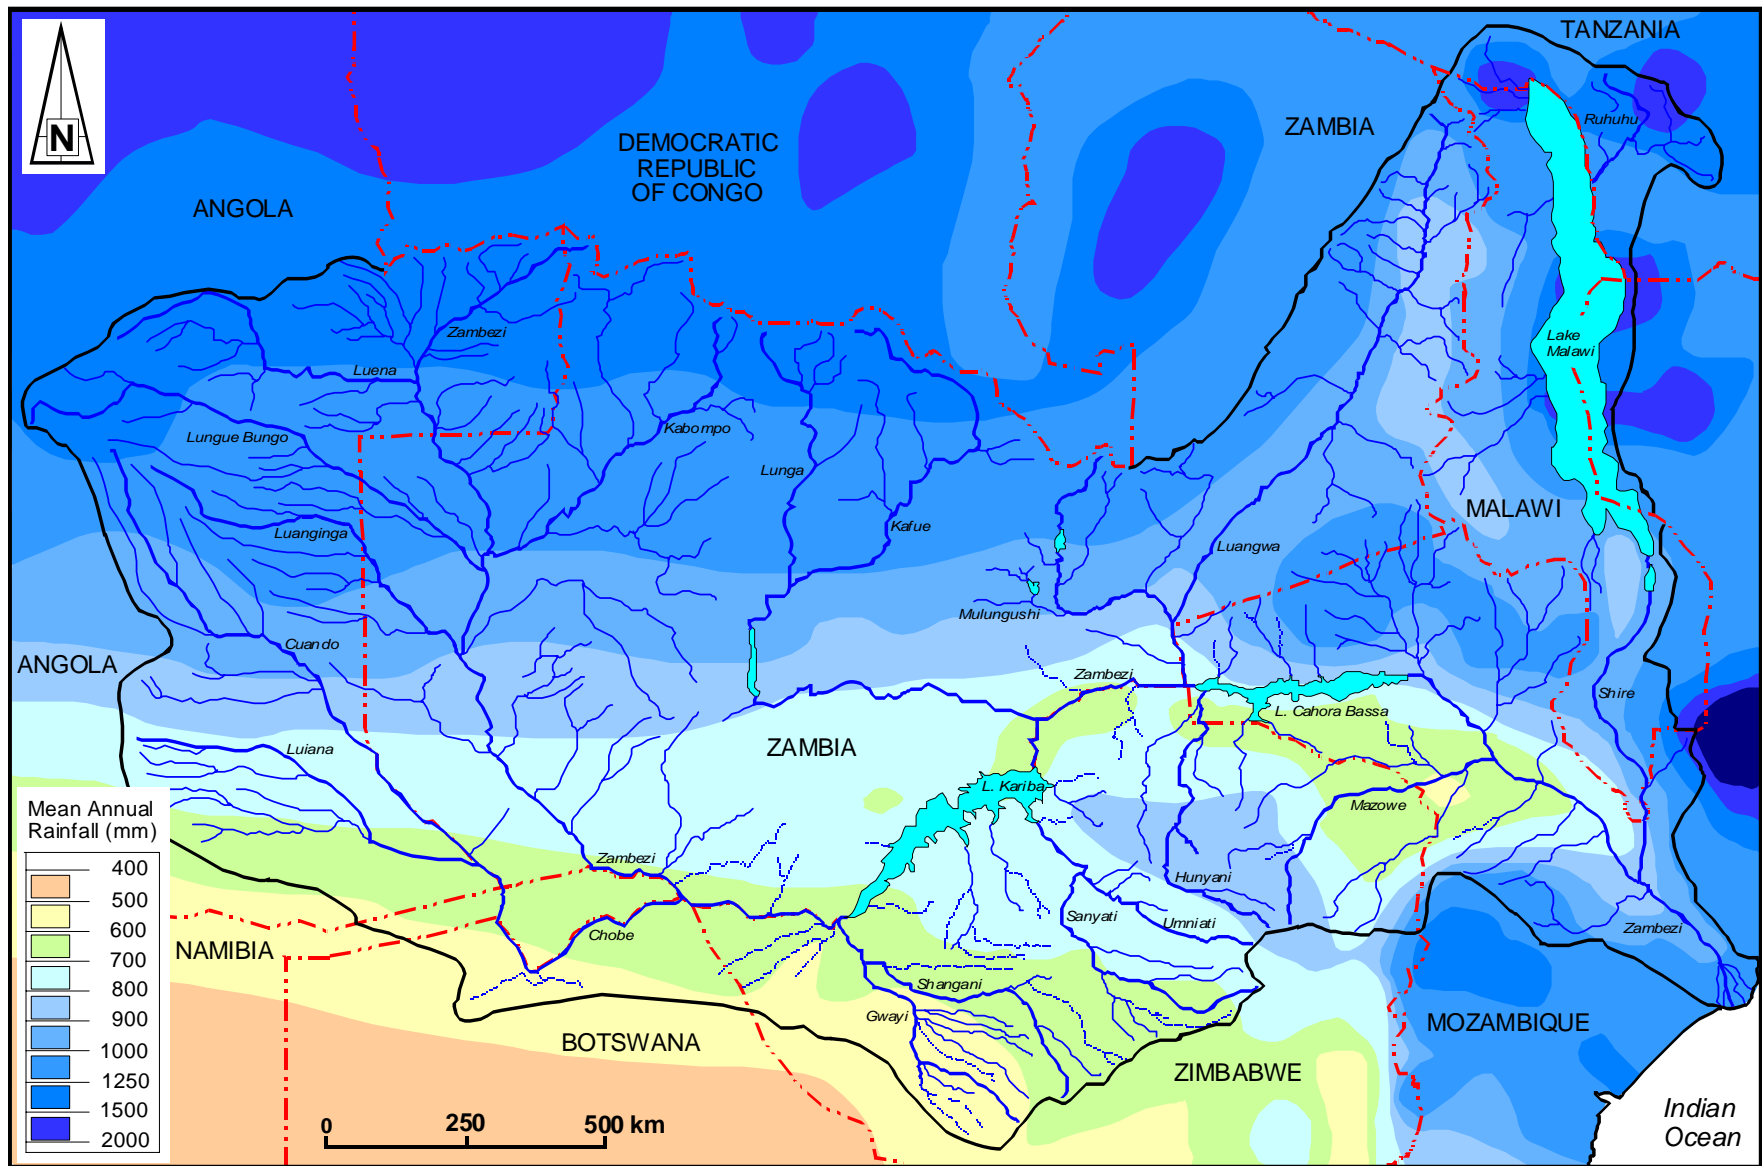 TANZANIA
N
ZAMBIA
Ruhuhu
DEMOCRATIC
REPUBLIC
OF CONGO
ANGOLA
Zambezi
Lake
Malawi
Luena
Lungue Bungo
Kabompo
Lunga
Kafue
MALAWI
Luanginga
Luangwa
Mulungushi
Cuando
ANGOLA
Zambezi
Shire
L. Cahora Bassa
Luiana
ZAMBIA
L. Kariba
Mazowe
Mean Annual
Rainfall (mm)
400
500
600
700
800
900
1000
1250
1500
2000
Zambezi
Hunyani
Sanyati
Umniati
Zambezi
Chobe
NAMIBIA
Shangani
Gwayi
MOZAMBIQUE
BOTSWANA
ZIMBABWE
0
250
500 km
Indian
Ocean